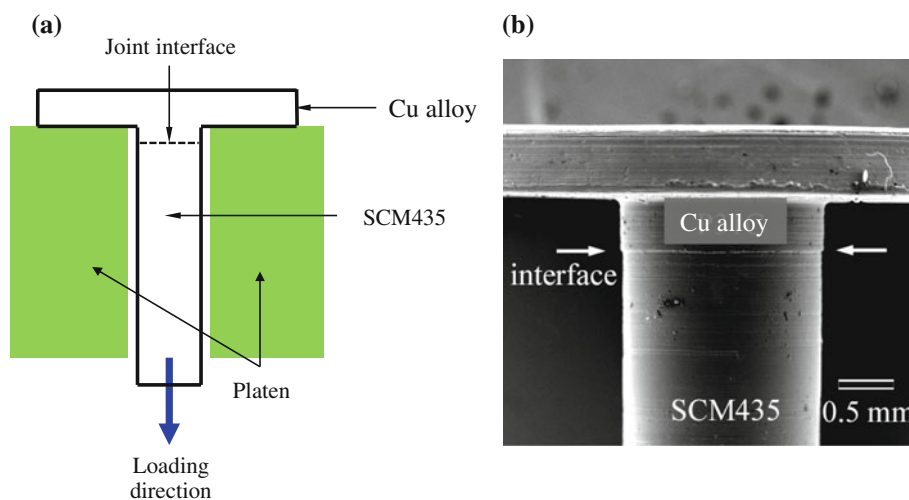 (a)
Joint interface
Cu alloy
SCM435
Platen
Loading
direction
(b)
Cu alloy
interface
SCM435
0.5 mm